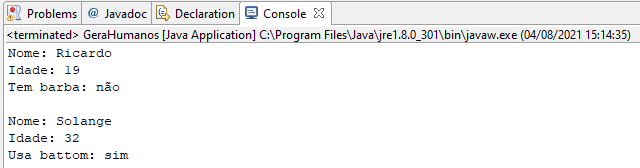 Problems Javadoc Declaration Console
<terminated> GeraHumanos [Java Application] C:\Program Files\Java\jre1.8.0_301\bin\javaw.exe (04/08/2021 15:14:35)
Nome: Ricardo
Idade: 19
Tem barba: não
Nome: Solange
Idade: 32
Usa battom: sim